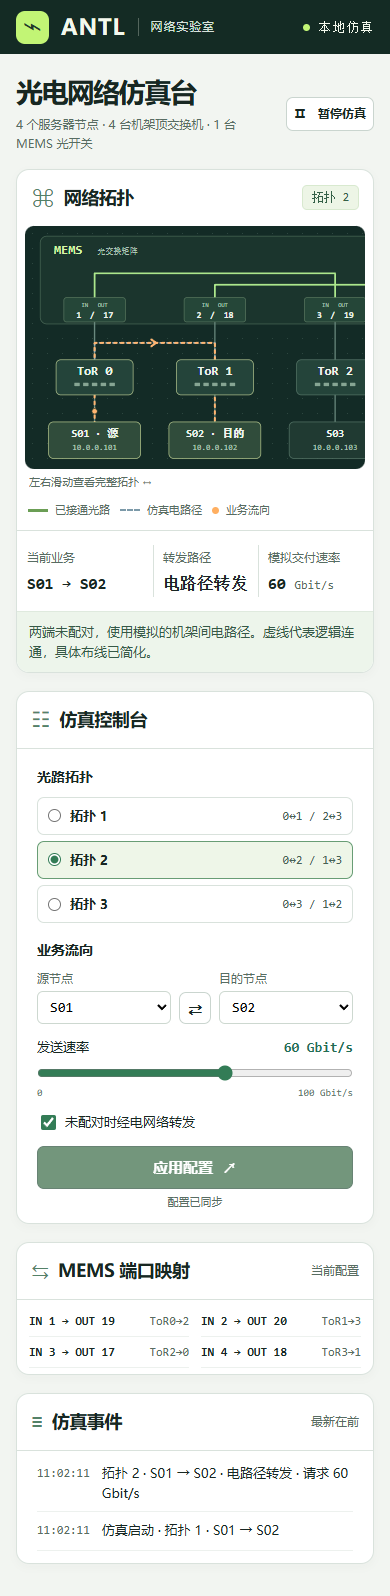 ANTL 网络实验室 本地仿真
光电网络仿真台
4 个服务器节点 · 4 台机架顶交换机 · 1 台
MEMS 光开关
暂停仿真
网络拓扑 拓扑 2
MEMS 光交换矩阵
IN OUT IN OUT IN OUT
1 / 17 2 / 18 3 / 19
ToR 0 ToR 1 ToR 2
S01 · 源 S02 · 目的 S03
10.0.0.101 10.0.0.102 10.0.0.103
左右滑动查看完整拓扑 ↔
已接通光路 仿真电路径 业务流向
当前业务 转发路径 模拟交付速率
S01 → S02 电路径转发 60 Gbit/s
两端未配对，使用模拟的机架间电路径。虚线代表逻辑连
通，具体布线已简化。
仿真控制台
光路拓扑
拓扑 1 0↔1 / 2↔3
拓扑 2 0↔2 / 1↔3
拓扑 3 0↔3 / 1↔2
业务流向
源节点 目的节点
S01 ⇄ S02
发送速率 60 Gbit/s
0 100 Gbit/s
未配对时经电网络转发
应用配置 ↗
配置已同步
MEMS 端口映射 当前配置
IN 1 → OUT 19 ToR0→2 IN 2 → OUT 20 ToR1→3
IN 3 → OUT 17 ToR2→0 IN 4 → OUT 18 ToR3→1
仿真事件 最新在前
11:02:11 拓扑 2 · S01 → S02 · 电路径转发 · 请求 60
Gbit/s
11:02:11 仿真启动 · 拓扑 1 · S01 → S02